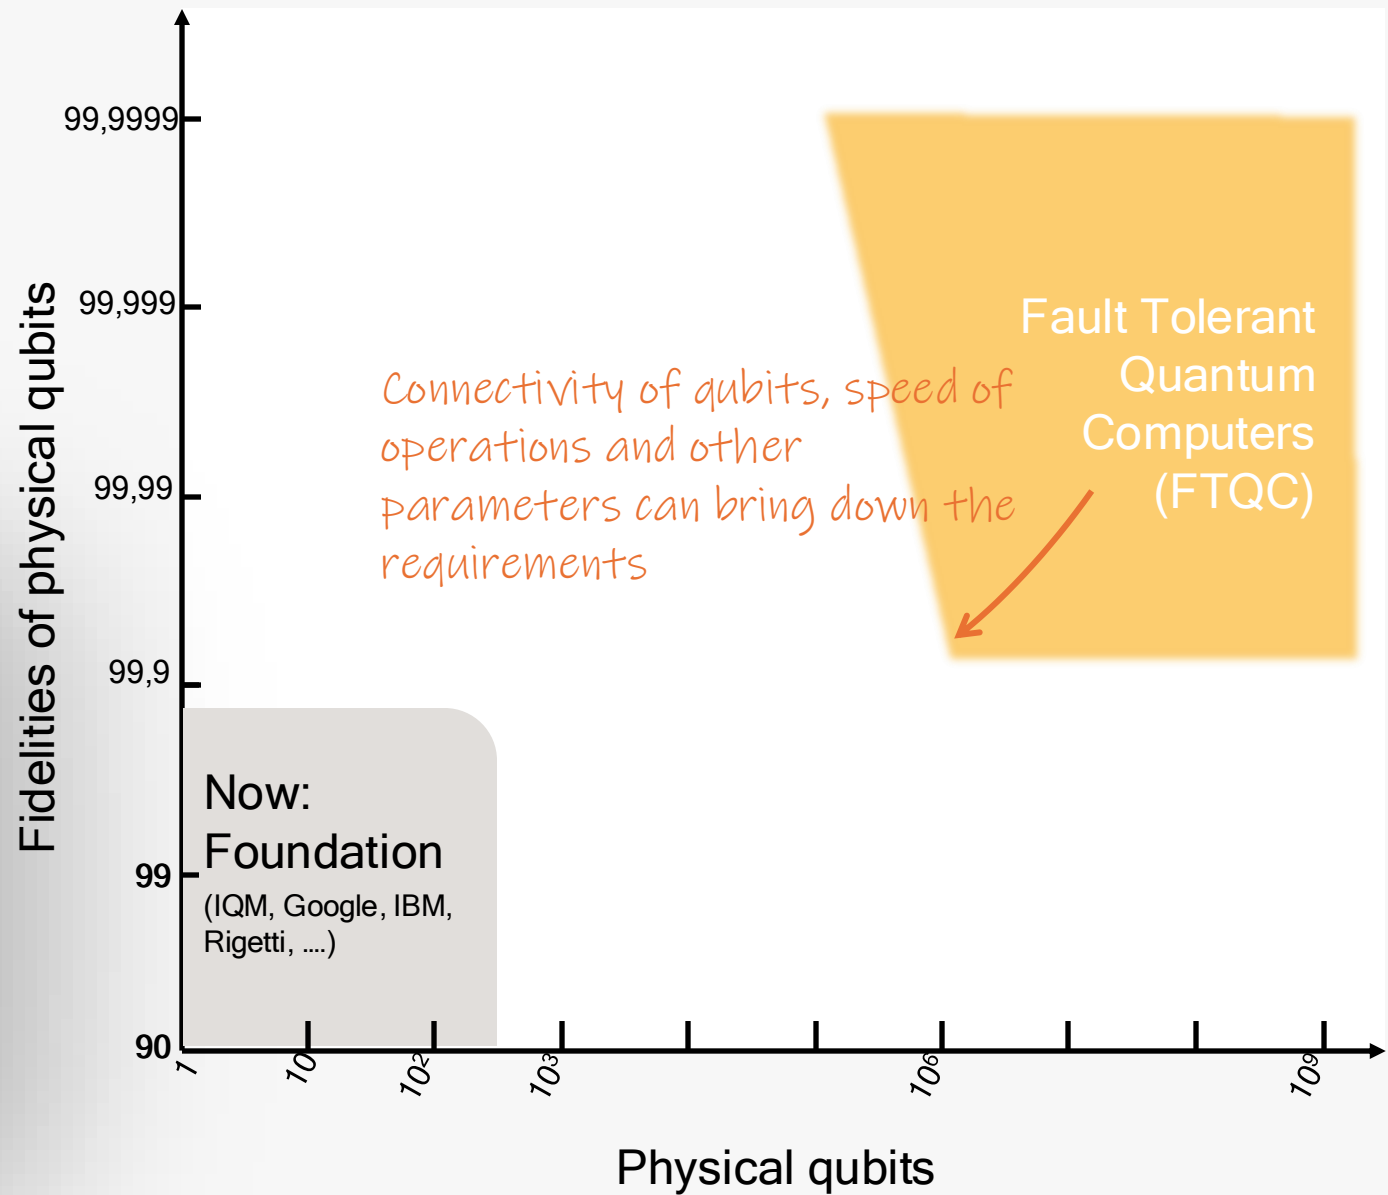 99,9999
99,999
99,99
99,9
99
90
Fidelities of physical qubits
Connectivity of qubits, speed of
operations and other
parameters can bring down the
requirements
Fault Tolerant
Quantum
Computers
(FTQC)
Now:
Foundation
(IQM, Google, IBM,
Rigetti, ....)
1
10
10²
10³
10⁶
10⁹
Physical qubits